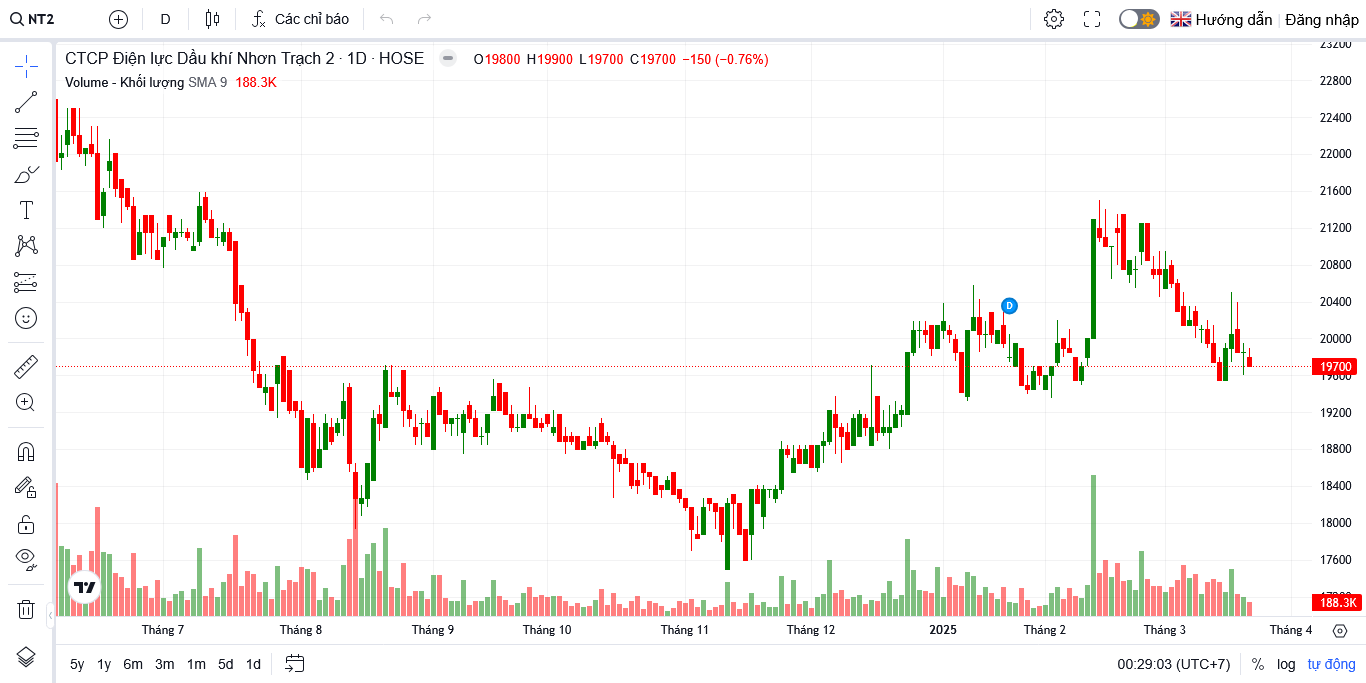 NT2 D Các chỉ báo Hướng dẫn Đăng nhập
CTCP Điện lực Dầu khí Nhơn Trạch 2 · 1D · HOSE O19800 H19900 L19700 C19700 −150 (−0.76%)
Volume - Khối lượng SMA 9 188.3K
23200
22800
22400
22000
21600
21200
20800
20400
D
20000
19700
19600
19200
18800
18400
18000
17600
188.3K
Tháng 7 Tháng 8 Tháng 9 Tháng 10 Tháng 11 Tháng 12 2025 Tháng 2 Tháng 3 Tháng 4
5y 1y 6m 3m 1m 5d 1d 00:29:03 (UTC+7) % log tự động